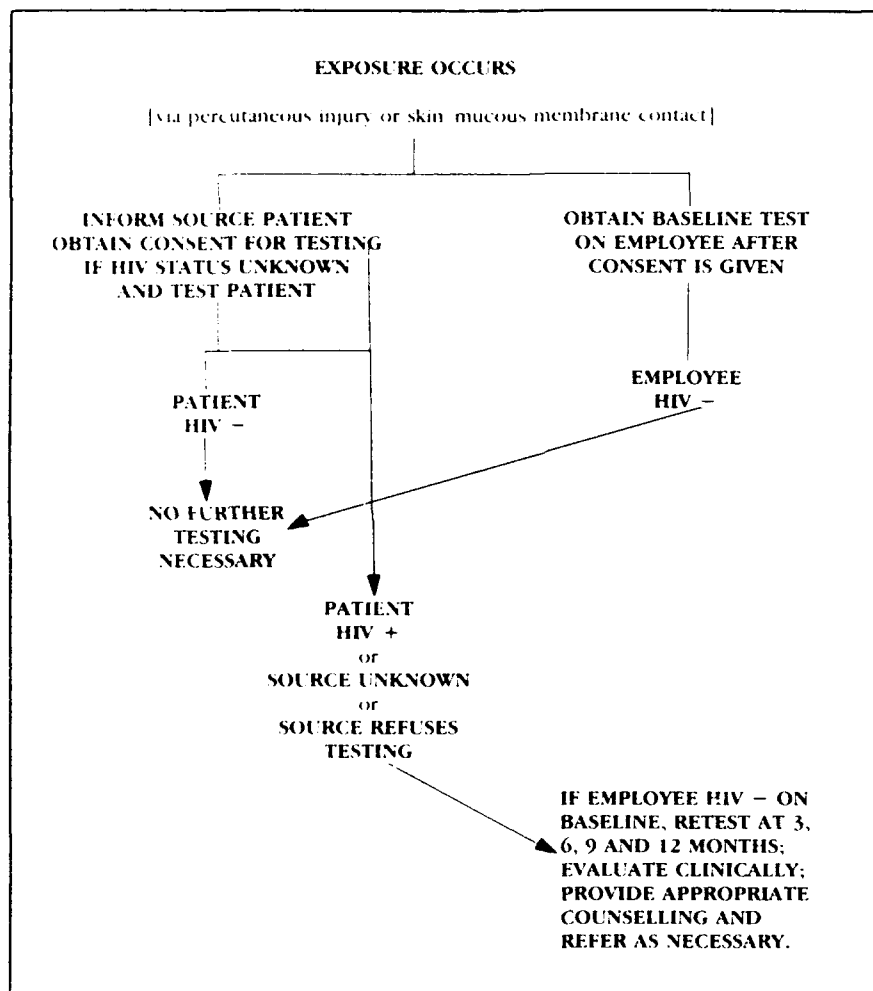 EXPOSURE OCCURS
[via percutaneous injury or skin mucous membrane contact]
INFORM SOURCE PATIENT
OBTAIN CONSENT FOR TESTING
IF HIV STATUS UNKNOWN
AND TEST PATIENT
OBTAIN BASELINE TEST
ON EMPLOYEE AFTER
CONSENT IS GIVEN
PATIENT
HIV −
EMPLOYEE
HIV −
NO FURTHER
TESTING
NECESSARY
PATIENT
HIV +
or
SOURCE UNKNOWN
or
SOURCE REFUSES
TESTING
IF EMPLOYEE HIV − ON
BASELINE, RETEST AT 3,
6, 9 AND 12 MONTHS;
EVALUATE CLINICALLY;
PROVIDE APPROPRIATE
COUNSELLING AND
REFER AS NECESSARY.